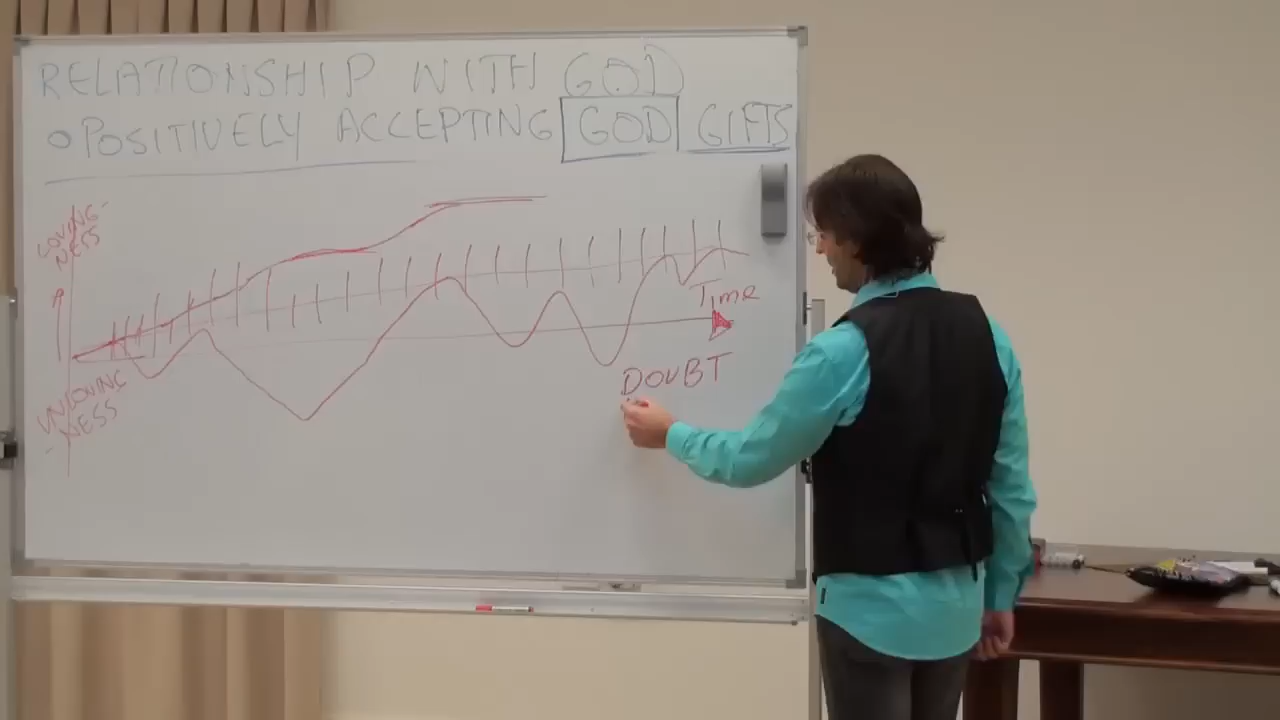 RELATIONSHIP WITH GOD
o POSITIVELY ACCEPTING GOD GIFTS
LOVING-
NESS
TIME
DOUBT
UNLOVING
-NESS